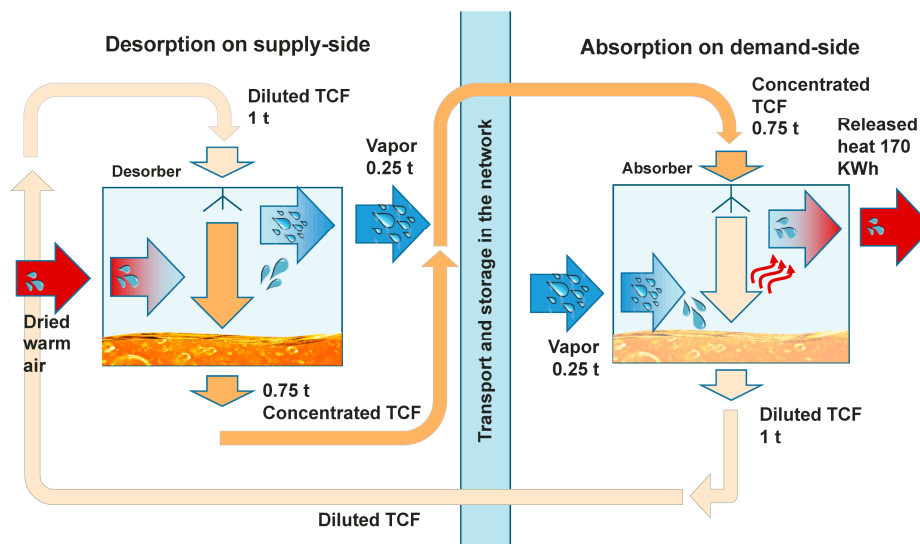 Desorption on supply-side
Absorption on demand-side
Diluted TCF
1 t
Desorber
Vapor
0.25 t
Dried
warm
air
0.75 t
Concentrated TCF
Transport and storage in the network
Concentrated
TCF
0.75 t
Released
heat 170
KWh
Absorber
Vapor
0.25 t
Diluted TCF
1 t
Diluted TCF